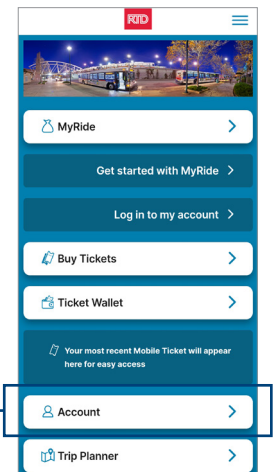 RTD
MyRide
Get started with MyRide
Log in to my account
Buy Tickets
Ticket Wallet
Your most recent Mobile Ticket will appear
here for easy access
Account
Trip Planner